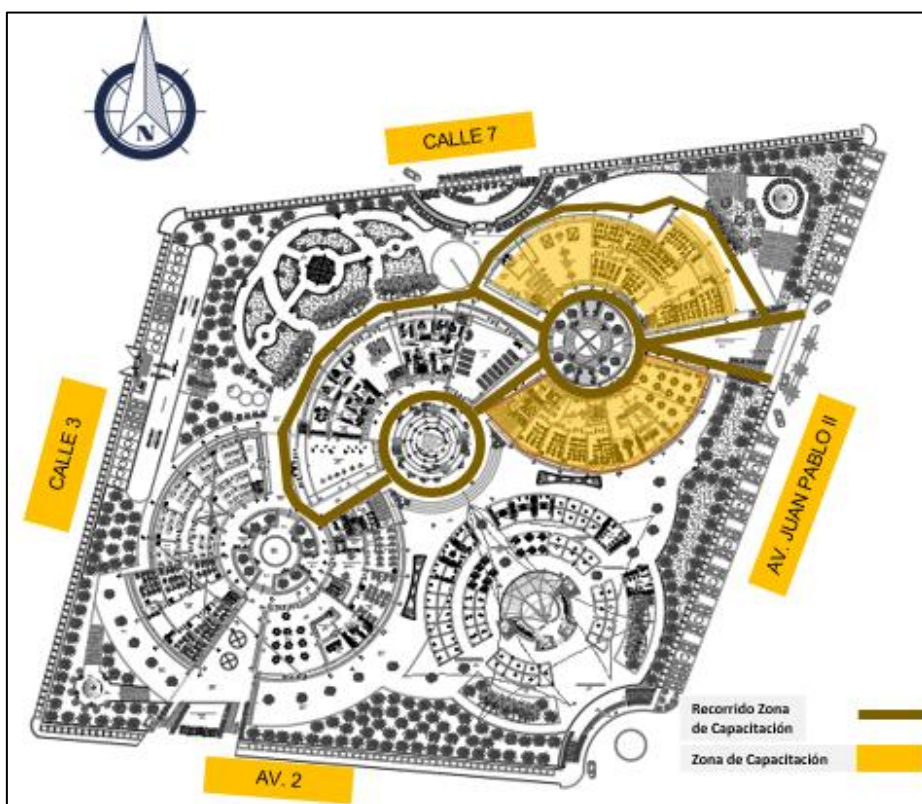 N
CALLE 7
CALLE 3
AV. JUAN PABLO II
AV. 2
Recorrido Zona
de Capacitación
Zona de Capacitación